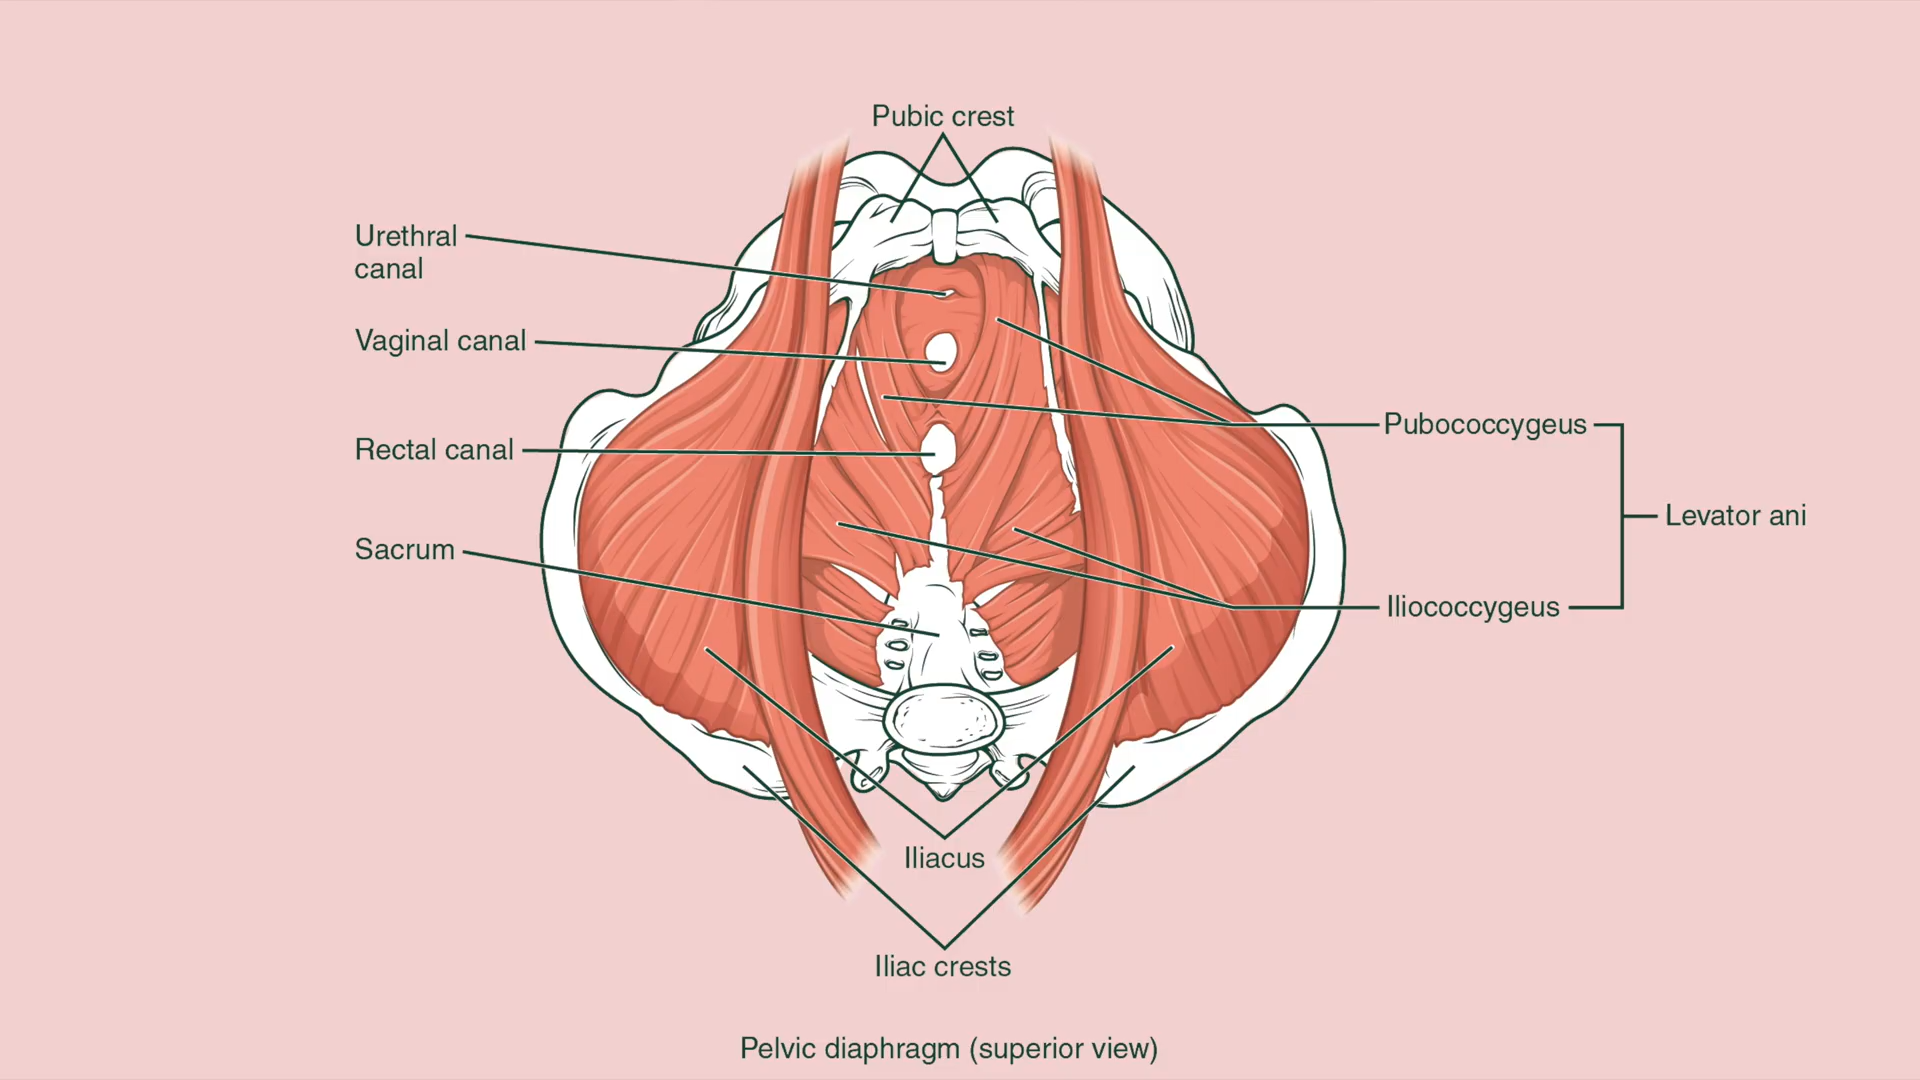 Pubic crest
Urethral
canal
Vaginal canal
Rectal canal
Sacrum
Pubococcygeus
Levator ani
Iliococcygeus
Iliacus
Iliac crests
Pelvic diaphragm (superior view)